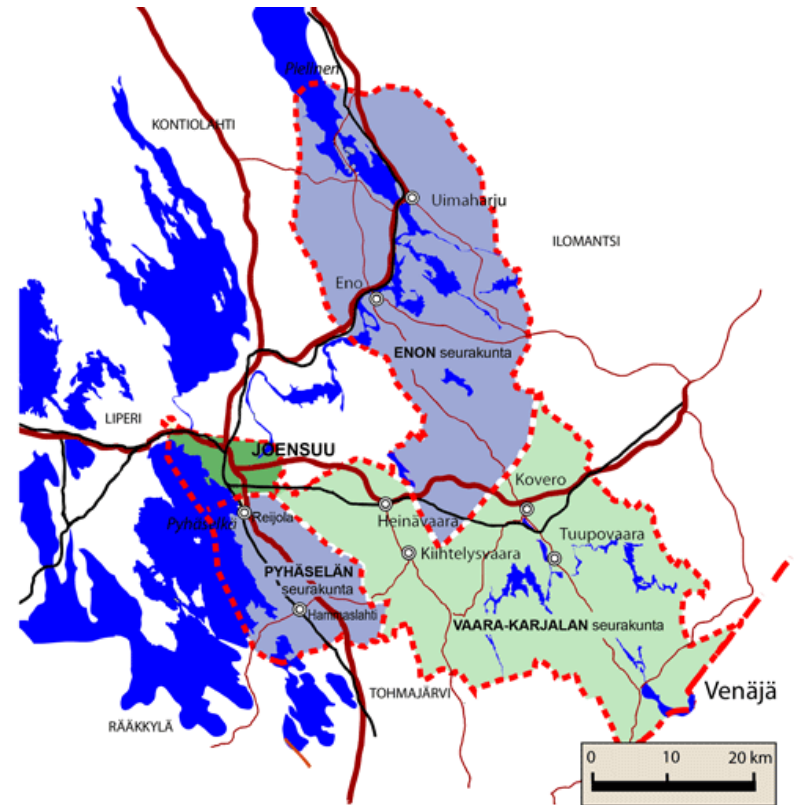 Pielinen
KONTIOLAHTI
Uimaharju
ILOMANTSI
Eno
ENON seurakunta
LIPERI
JOENSUU
Kovero
Pyhäselkä
Reijola
Heinävaara
Tuupovaara
Kiihtelysvaara
PYHÄSELÄN
seurakunta
Hammaslahti
VAARA-KARJALAN seurakunta
TOHMAJÄRVI
Venäjä
RÄÄKKYLÄ
0 10 20 km